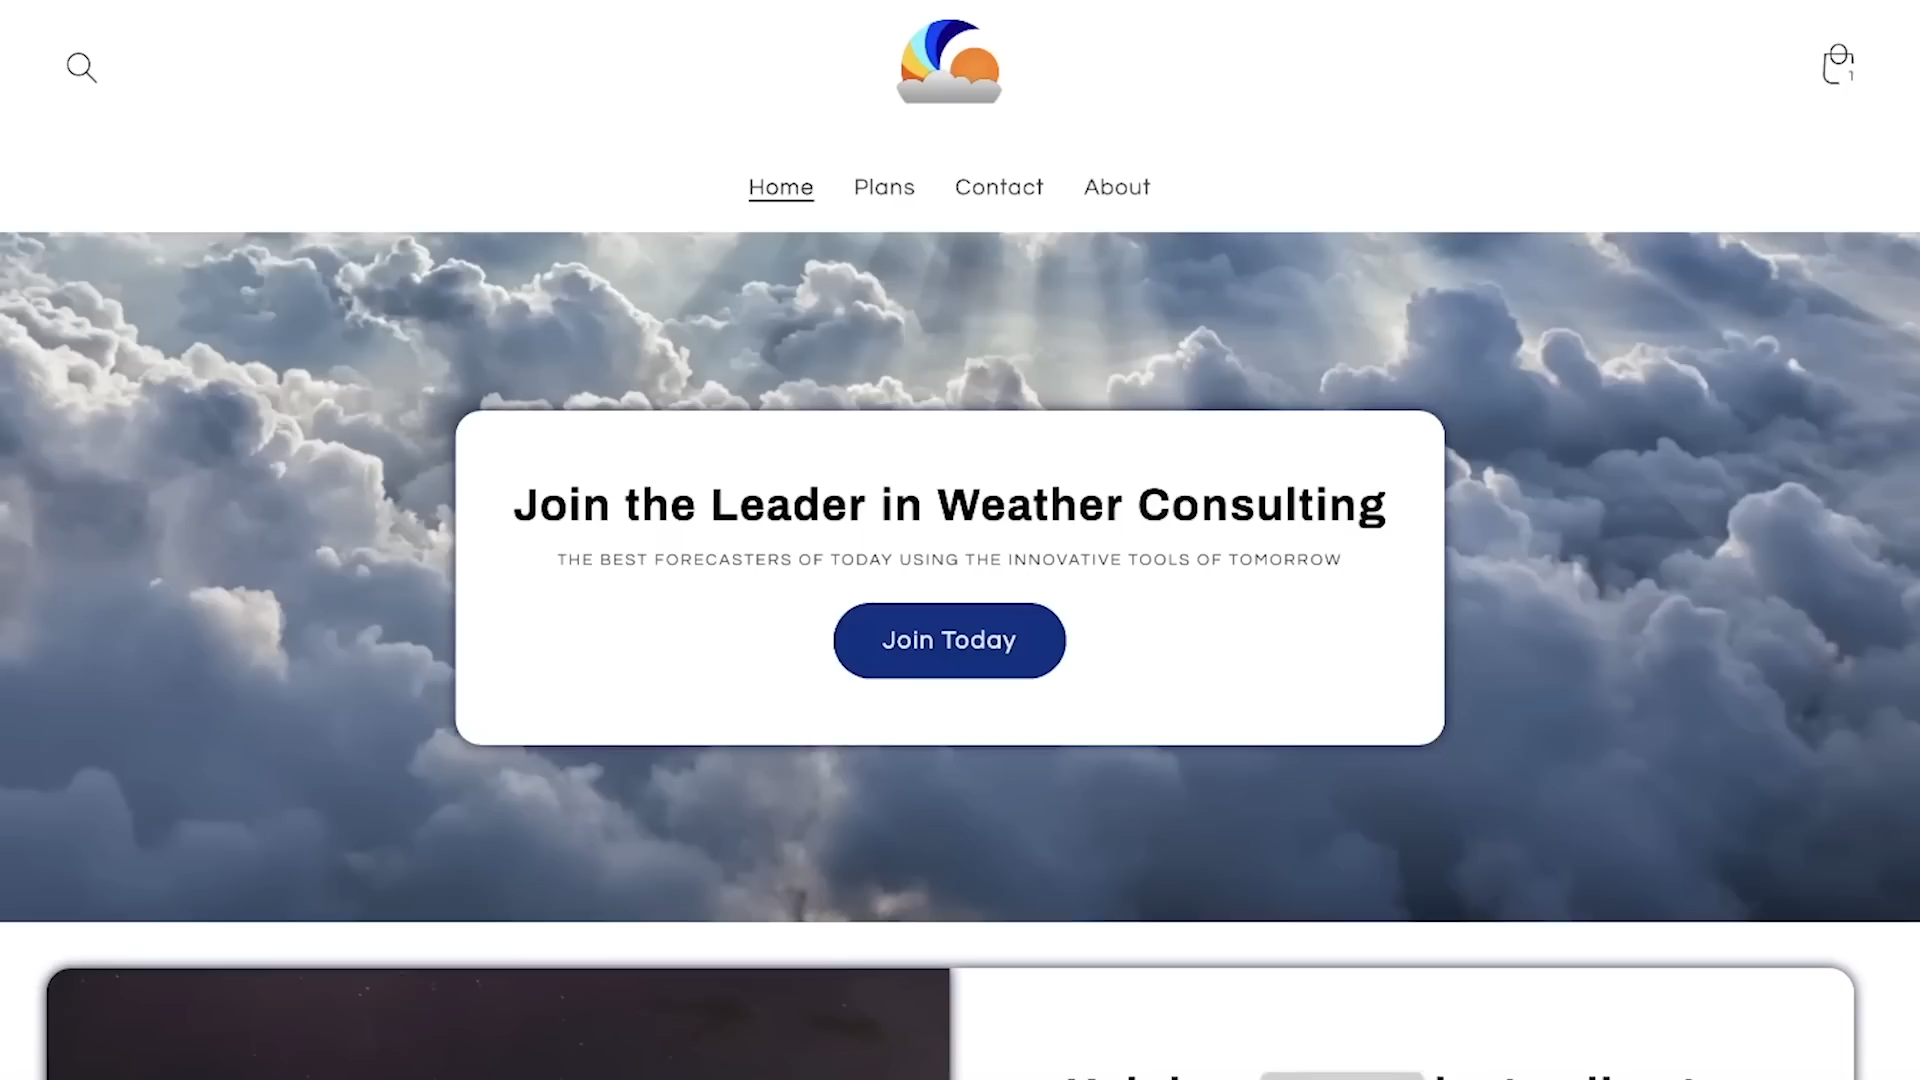 1
Home Plans Contact About
Join the Leader in Weather Consulting
THE BEST FORECASTERS OF TODAY USING THE INNOVATIVE TOOLS OF TOMORROW
Join Today